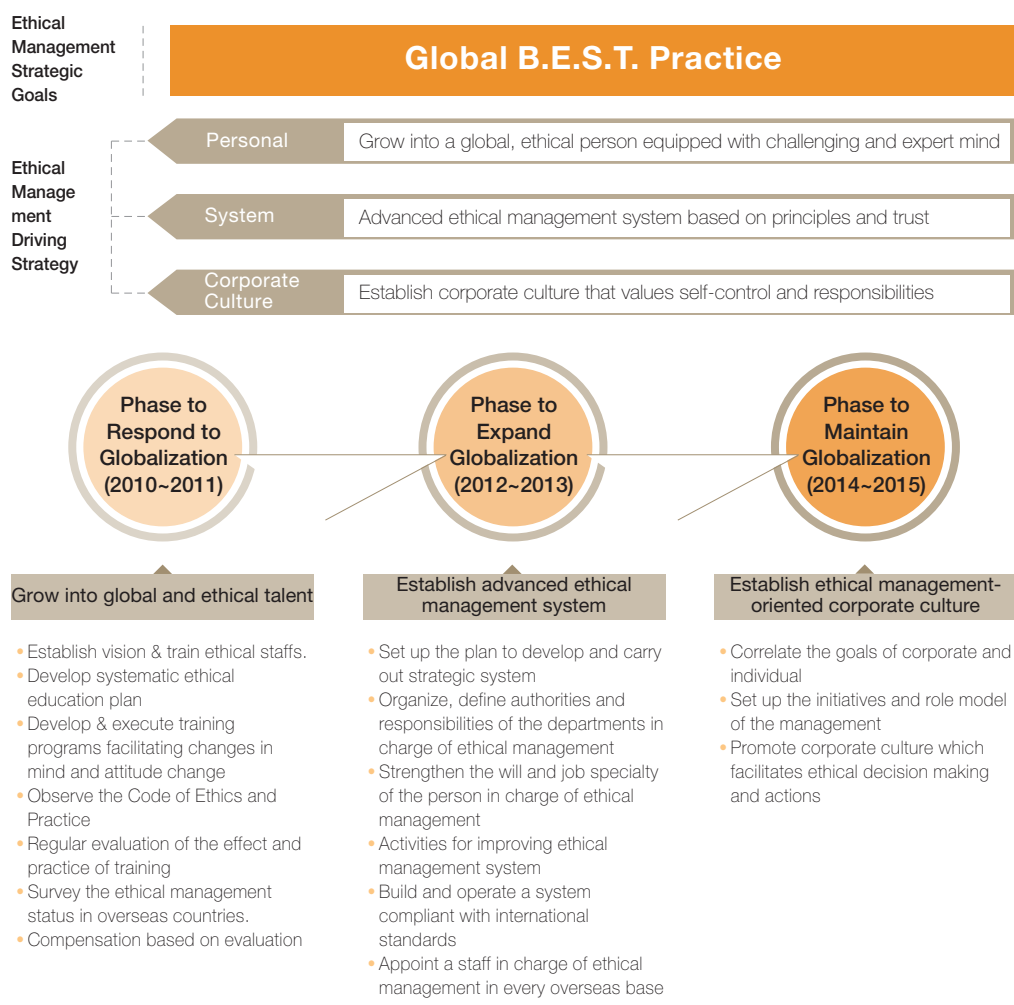 Ethical
Management
Strategic
Goals
Global B.E.S.T. Practice
Ethical
Manage
ment
Driving
Strategy
Personal
Grow into a global, ethical person equipped with challenging and expert mind
System
Advanced ethical management system based on principles and trust
Corporate
Culture
Establish corporate culture that values self-control and responsibilities
Phase to
Respond to
Globalization
(2010~2011)
Phase to
Expand
Globalization
(2012~2013)
Phase to
Maintain
Globalization
(2014~2015)
Grow into global and ethical talent
• Establish vision & train ethical staffs.
• Develop systematic ethical
education plan
• Develop & execute training
programs facilitating changes in
mind and attitude change
• Observe the Code of Ethics and
Practice
• Regular evaluation of the effect and
practice of training
• Survey the ethical management
status in overseas countries.
• Compensation based on evaluation
Establish advanced ethical
management system
• Set up the plan to develop and carry
out strategic system
• Organize, define authorities and
responsibilities of the departments in
charge of ethical management
• Strengthen the will and job specialty
of the person in charge of ethical
management
• Activities for improving ethical
management system
• Build and operate a system
compliant with international
standards
• Appoint a staff in charge of ethical
management in every overseas base
Establish ethical management-
oriented corporate culture
• Correlate the goals of corporate and
individual
• Set up the initiatives and role model
of the management
• Promote corporate culture which
facilitates ethical decision making
and actions